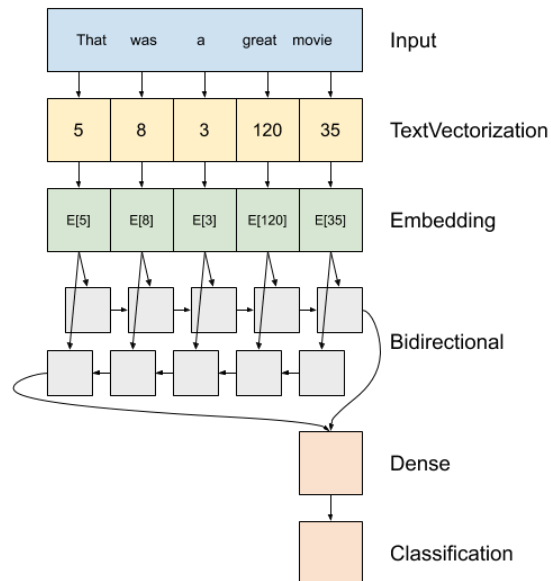 That was a great movie Input
5 8 3 120 35 TextVectorization
E[5] E[8] E[3] E[120] E[35] Embedding
Bidirectional
Dense
Classification